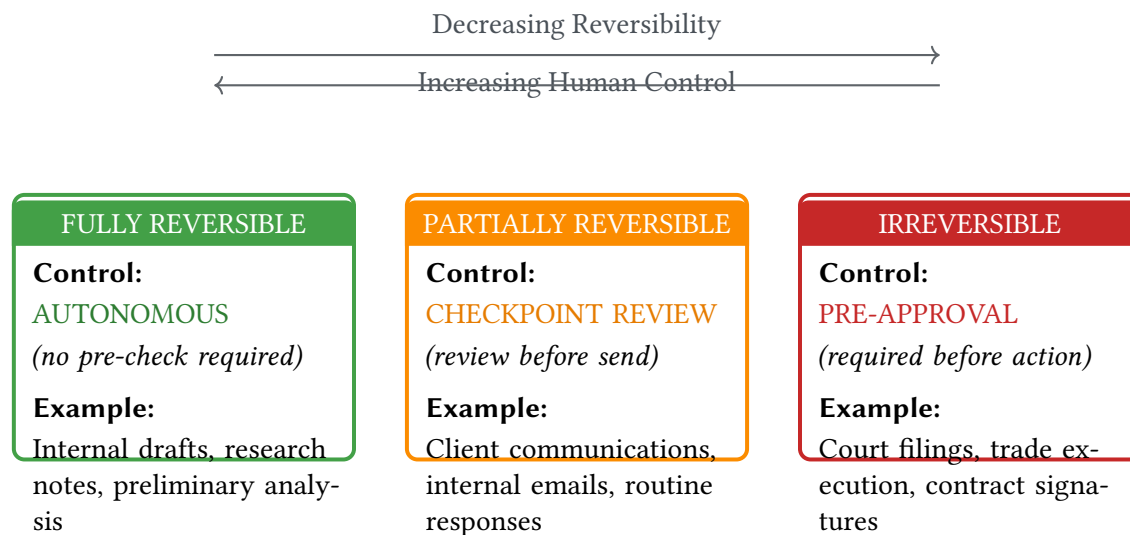 Decreasing Reversibility
Increasing Human Control
FULLY REVERSIBLE
Control:
AUTONOMOUS
(no pre-check required)
Example:
Internal drafts, research
notes, preliminary analy-
sis
PARTIALLY REVERSIBLE
Control:
CHECKPOINT REVIEW
(review before send)
Example:
Client communications,
internal emails, routine
responses
IRREVERSIBLE
Control:
PRE-APPROVAL
(required before action)
Example:
Court filings, trade ex-
ecution, contract signa-
tures